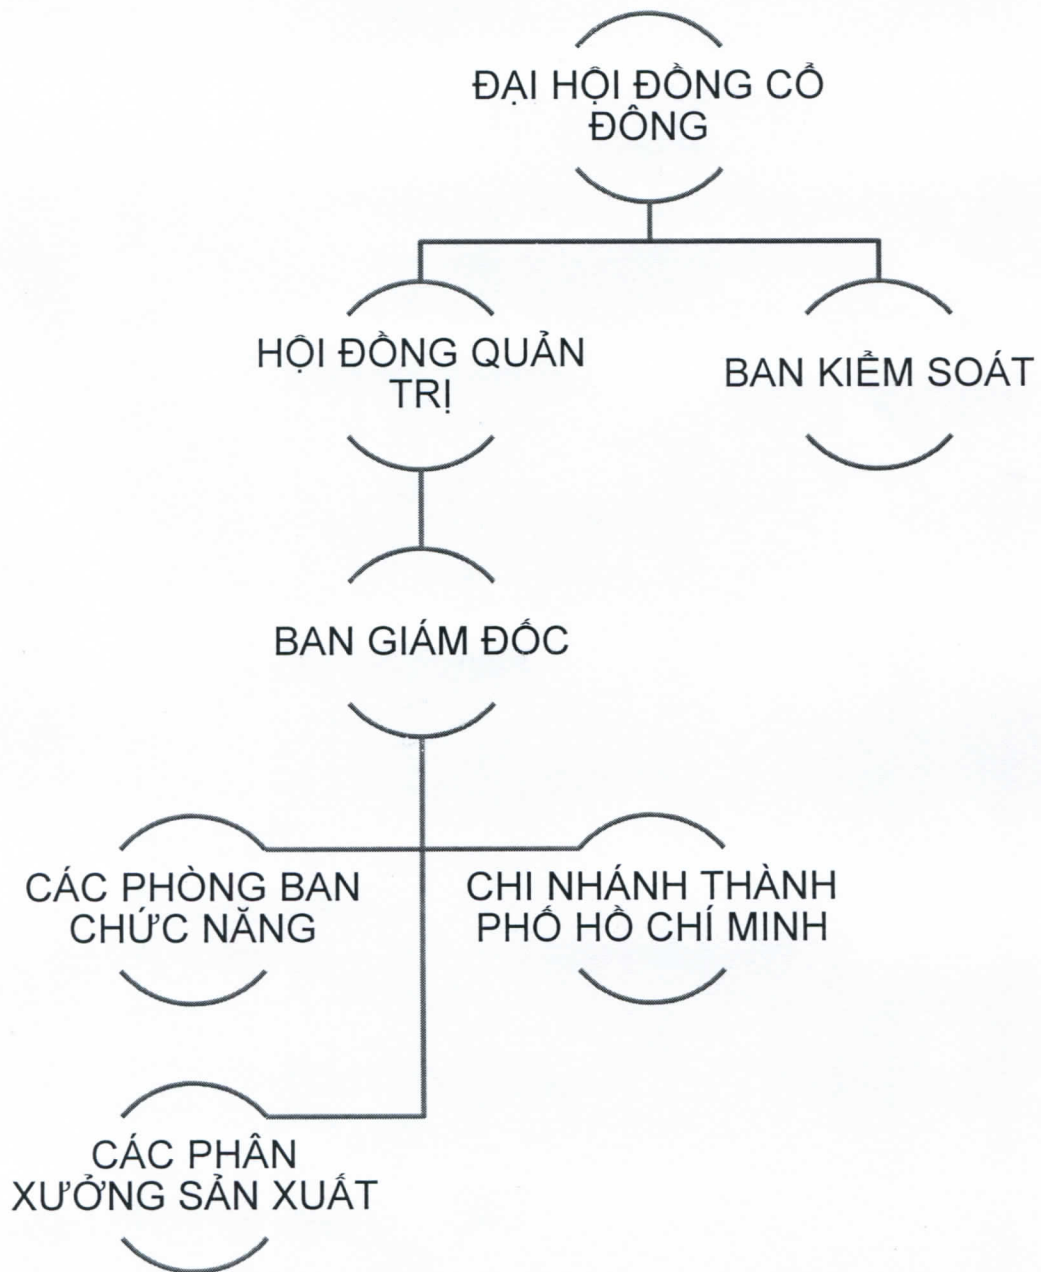 ĐẠI HỘI ĐỒNG CỔ
ĐÔNG
HỘI ĐỒNG QUẢN
TRỊ
BAN KIỂM SOÁT
BAN GIÁM ĐỐC
CÁC PHÒNG BAN
CHỨC NĂNG
CHI NHÁNH THÀNH
PHỐ HỒ CHÍ MINH
CÁC PHÂN
XƯỞNG SẢN XUẤT